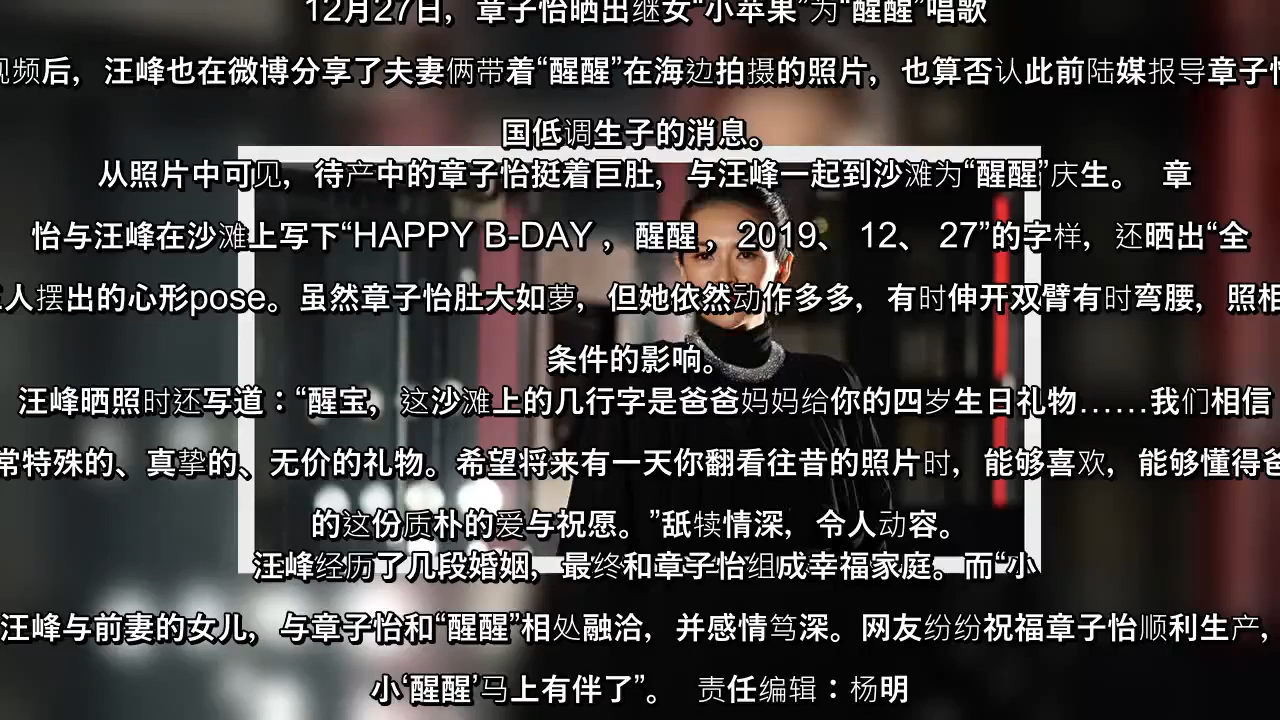 12月27日，章子怡晒出继女“小苹果”为“醒醒”唱歌
视频后，汪峰也在微博分享了夫妻俩带着“醒醒”在海边拍摄的照片，也算否认此前陆媒报导章子怡
国低调生子的消息。
从照片中可见，待产中的章子怡挺着巨肚，与汪峰一起到沙滩为“醒醒”庆生。 章
怡与汪峰在沙滩上写下“HAPPY B-DAY ，醒醒 ，2019、 12、 27”的字样，还晒出“全
人摆出的心形pose。虽然章子怡肚大如萝，但她依然动作多多，有时伸开双臂有时弯腰，照相
条件的影响。
汪峰晒照时还写道：“醒宝，这沙滩上的几行字是爸爸妈妈给你的四岁生日礼物……我们相信
常特殊的、真挚的、无价的礼物。希望将来有一天你翻看往昔的照片时，能够喜欢，能够懂得爸
的这份质朴的爱与祝愿。”舐犊情深，令人动容。
汪峰经历了几段婚姻，最终和章子怡组成幸福家庭。而“小
汪峰与前妻的女儿，与章子怡和“醒醒”相处融洽，并感情笃深。网友纷纷祝福章子怡顺利生产，
小‘醒醒’马上有伴了”。 责任编辑：杨明